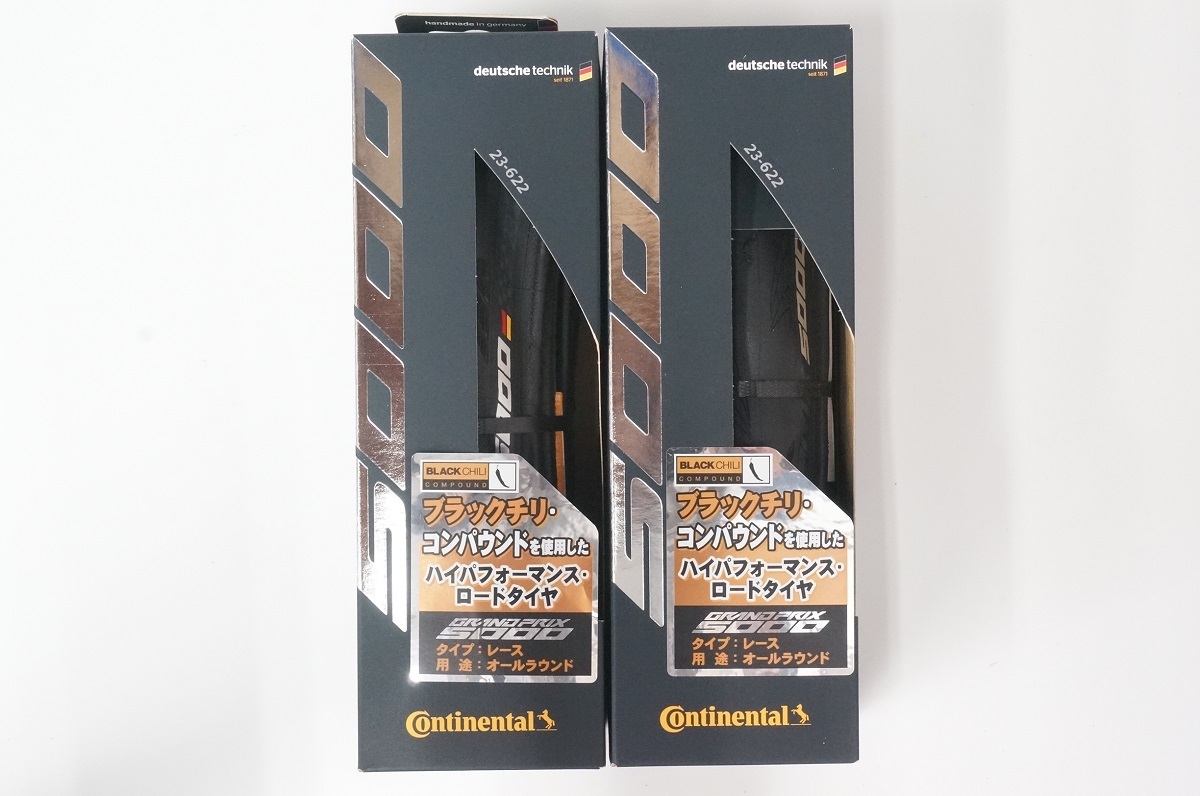 handmade in germany
deutsche technik
seit 1871
23-622
5000
5000
BLACK CHILI
COMPOUND
ブラックチリ・
コンパウンドを使用した
ハイパフォーマンス・
ロードタイヤ
GRAND PRIX
5000
タイプ：レース
用 途：オールラウンド
Continental
deutsche technik
seit 1871
23-622
5000
5000
BLACK CHILI
COMPOUND
ブラックチリ・
コンパウンドを使用した
ハイパフォーマンス・
ロードタイヤ
GRAND PRIX
5000
タイプ：レース
用 途：オールラウンド
Continental